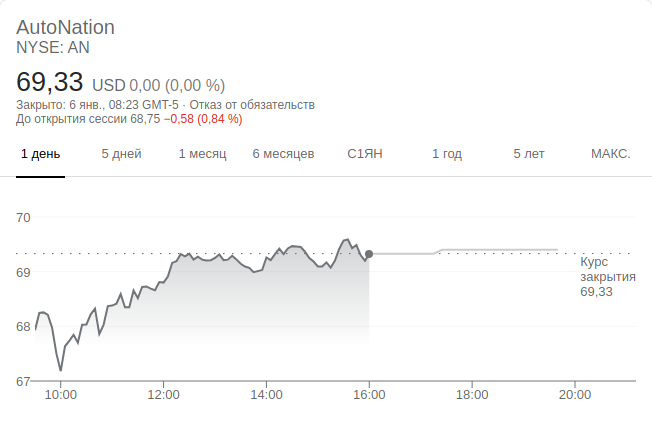 AutoNation
NYSE: AN
69,33 USD 0,00 (0,00 %)
Закрыто: 6 янв., 08:23 GMT-5 · Отказ от обязательств
До открытия сессии 68,75 −0,58 (0,84 %)
1 день 5 дней 1 месяц 6 месяцев С1ЯН 1 год 5 лет МАКС.
70
69
68
67
Курс
закрытия
69,33
10:00 12:00 14:00 16:00 18:00 20:00